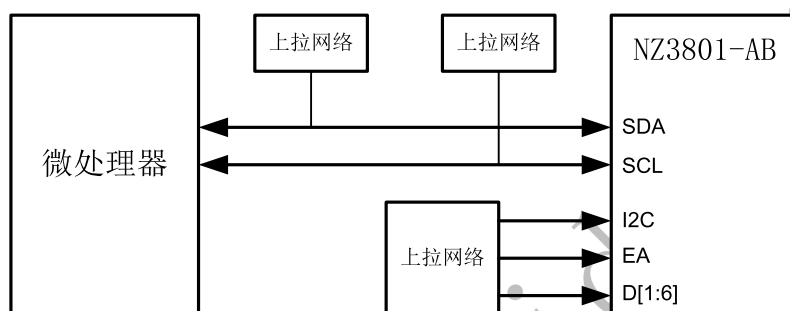 上拉网络
上拉网络
NZ3801-AB
SDA
微处理器
SCL
I2C
上拉网络
EA
D[1:6]